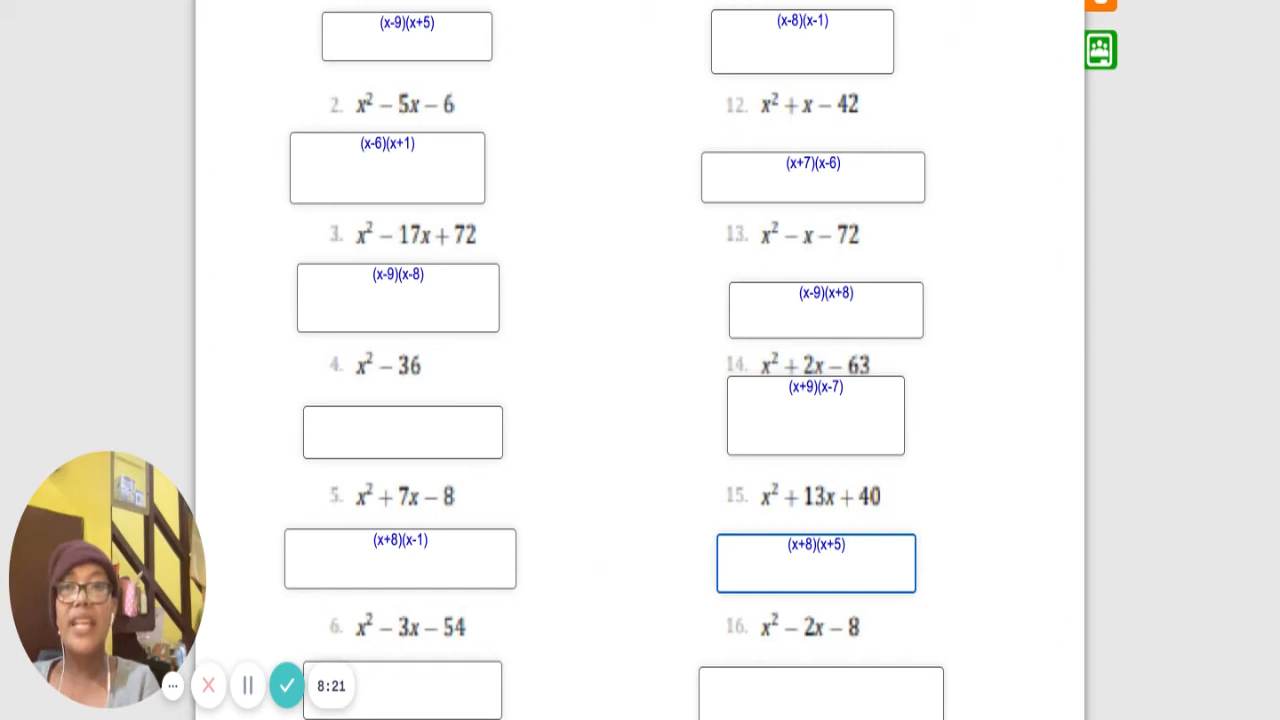 (x-9)(x+5)
2. x² − 5x − 6
(x-6)(x+1)
3. x² − 17x + 72
(x-9)(x-8)
4. x² − 36
5. x² + 7x − 8
(x+8)(x-1)
6. x² − 3x − 54
(x-8)(x-1)
12. x² + x − 42
(x+7)(x-6)
13. x² − x − 72
(x-9)(x+8)
14. x² + 2x − 63
(x+9)(x-7)
15. x² + 13x + 40
(x+8)(x+5)
16. x² − 2x − 8
8:21